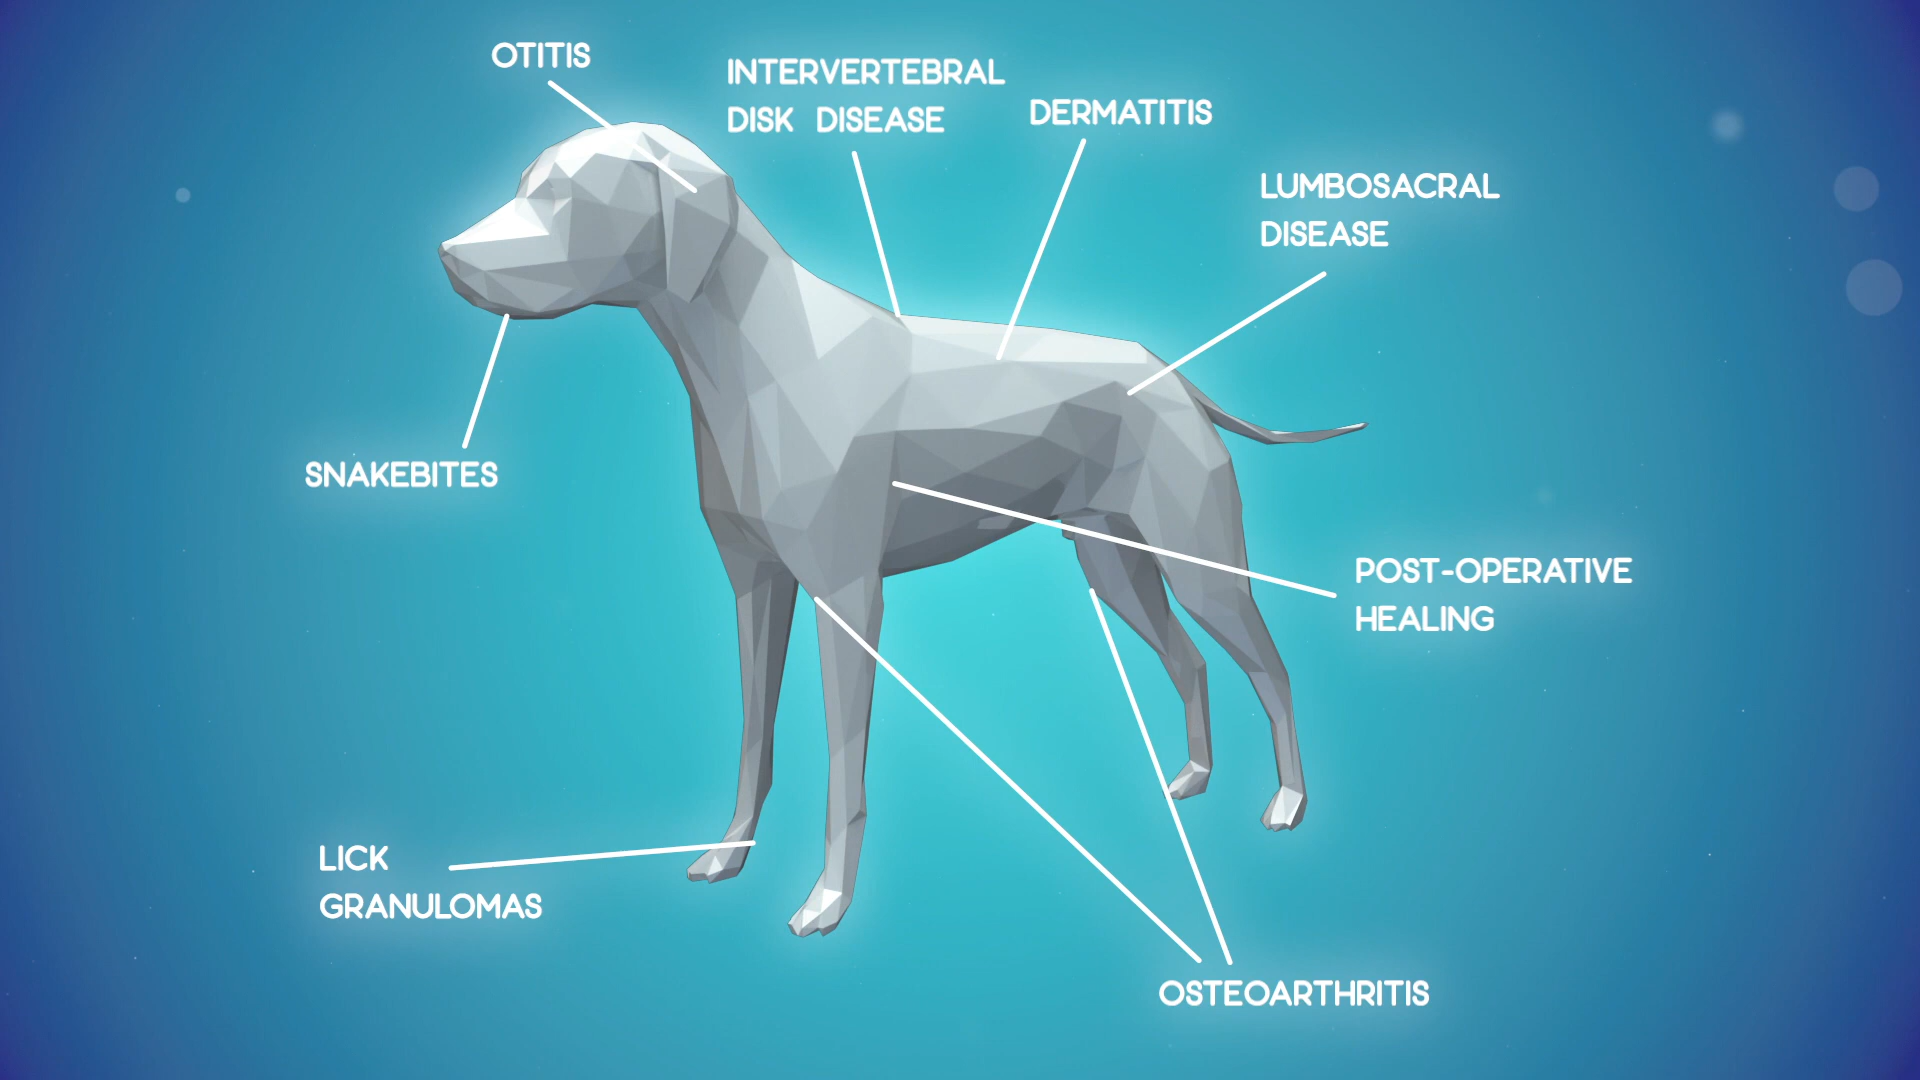 OTITIS
INTERVERTEBRAL
DISK DISEASE
DERMATITIS
LUMBOSACRAL
DISEASE
SNAKEBITES
POST-OPERATIVE
HEALING
LICK
GRANULOMAS
OSTEOARTHRITIS